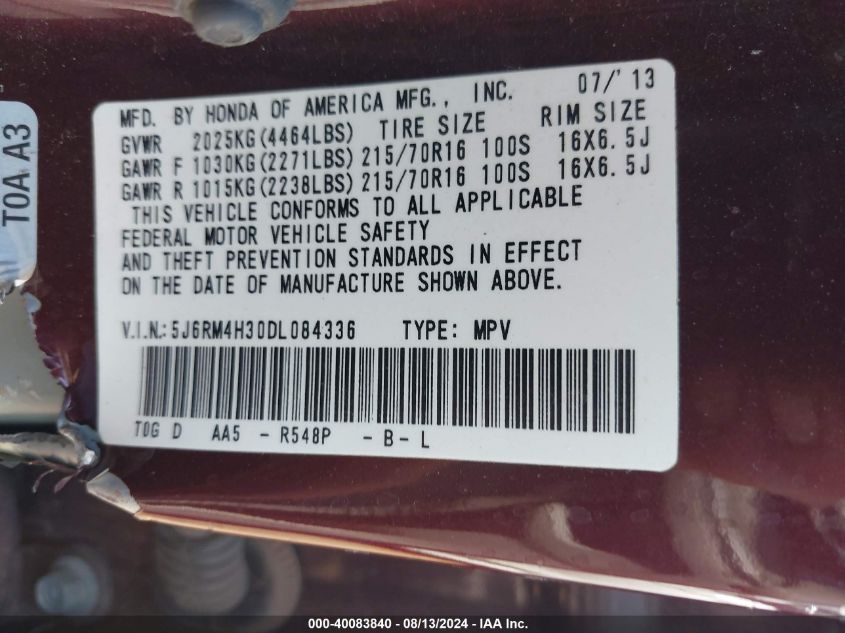 MFD. BY HONDA OF AMERICA MFG., INC. 07/'13
GVWR 2025KG(4464LBS) TIRE SIZE RIM SIZE
GAWR F 1030KG(2271LBS) 215/70R16 100S 16X6.5J
GAWR R 1015KG(2238LBS) 215/70R16 100S 16X6.5J
THIS VEHICLE CONFORMS TO ALL APPLICABLE
FEDERAL MOTOR VEHICLE SAFETY
AND THEFT PREVENTION STANDARDS IN EFFECT
ON THE DATE OF MANUFACTURE SHOWN ABOVE.
V.I.N.: 5J6RM4H30DL084336 TYPE: MPV
T0G D AA5 - R548P - B - L
T0A A3
000-40083840 - 08/13/2024 - IAA Inc.